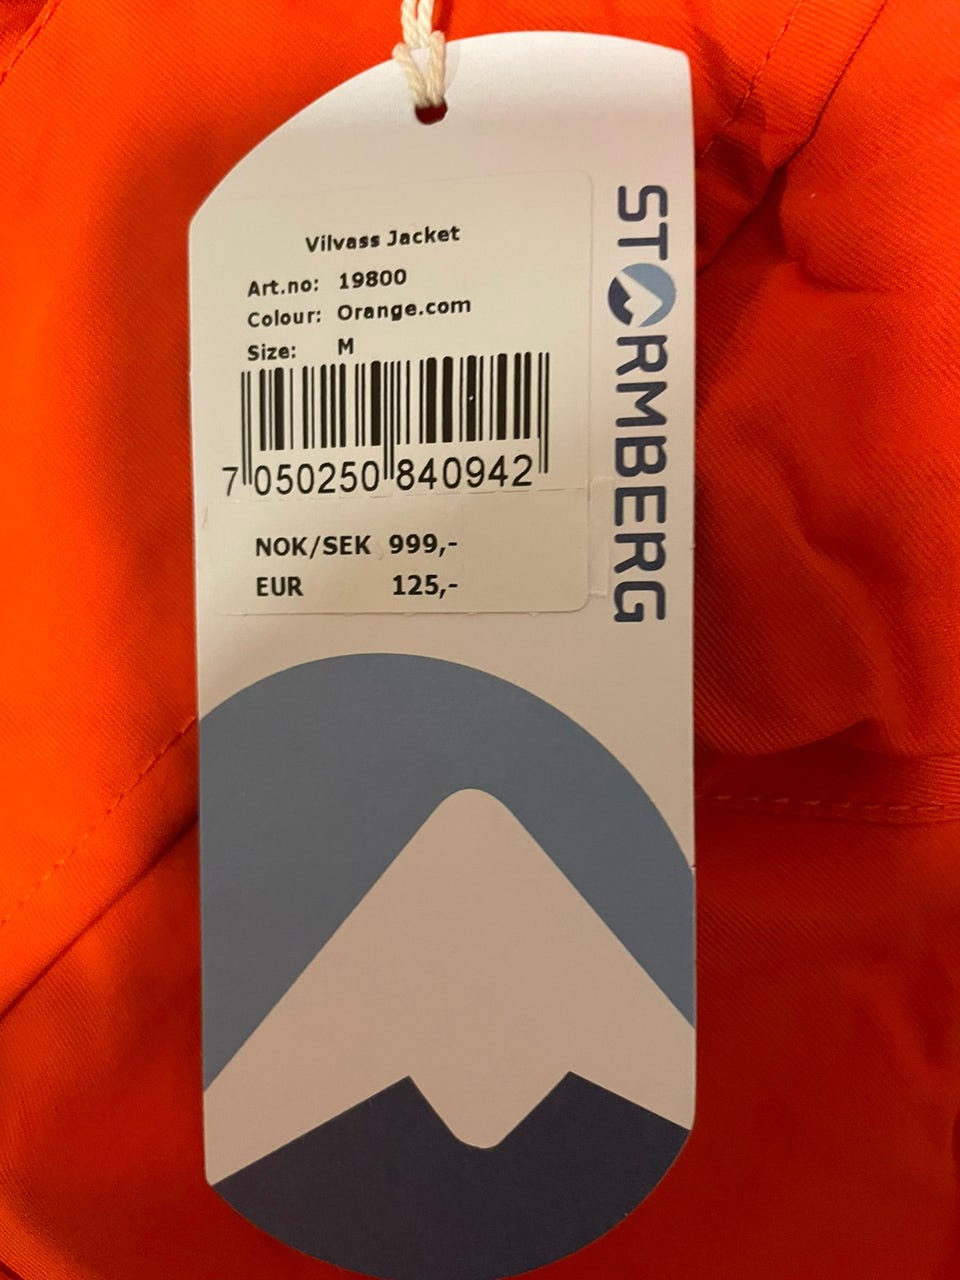 Vilvass Jacket
Art.no: 19800
Colour: Orange.com
Size: M
7 050250 840942
NOK/SEK 999,-
EUR 125,-
STORMBERG